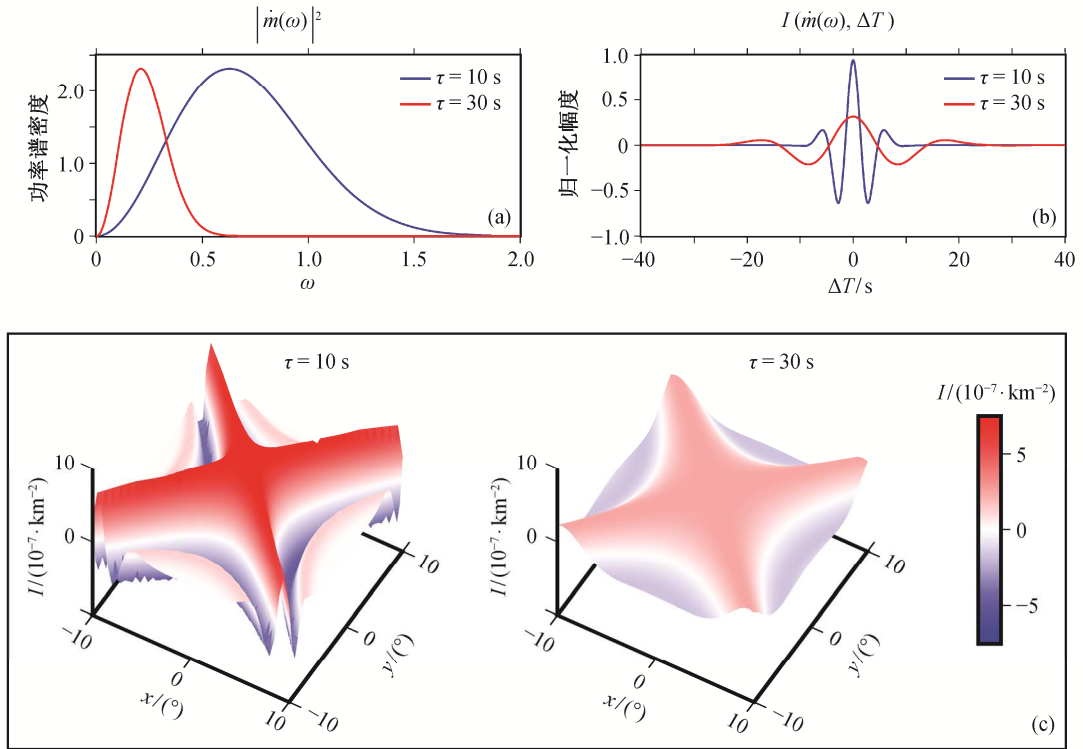 |ṁ(ω)|²
功率谱密度
2.0
1.0
0
τ = 10 s
τ = 30 s
(a)
0
0.5
1.0
1.5
2.0
ω
I (ṁ(ω), ΔT )
归一化幅度
1.0
0.5
0
−0.5
−1.0
τ = 10 s
τ = 30 s
(b)
−40
−20
0
20
40
ΔT/s
τ = 10 s
I/(10⁻⁷·km⁻²)
10
0
−10
0
10
x/(°)
−10
0
10
y/(°)
τ = 30 s
I/(10⁻⁷·km⁻²)
10
0
−10
0
10
x/(°)
−10
0
10
y/(°)
I/(10⁻⁷·km⁻²)
5
0
−5
(c)